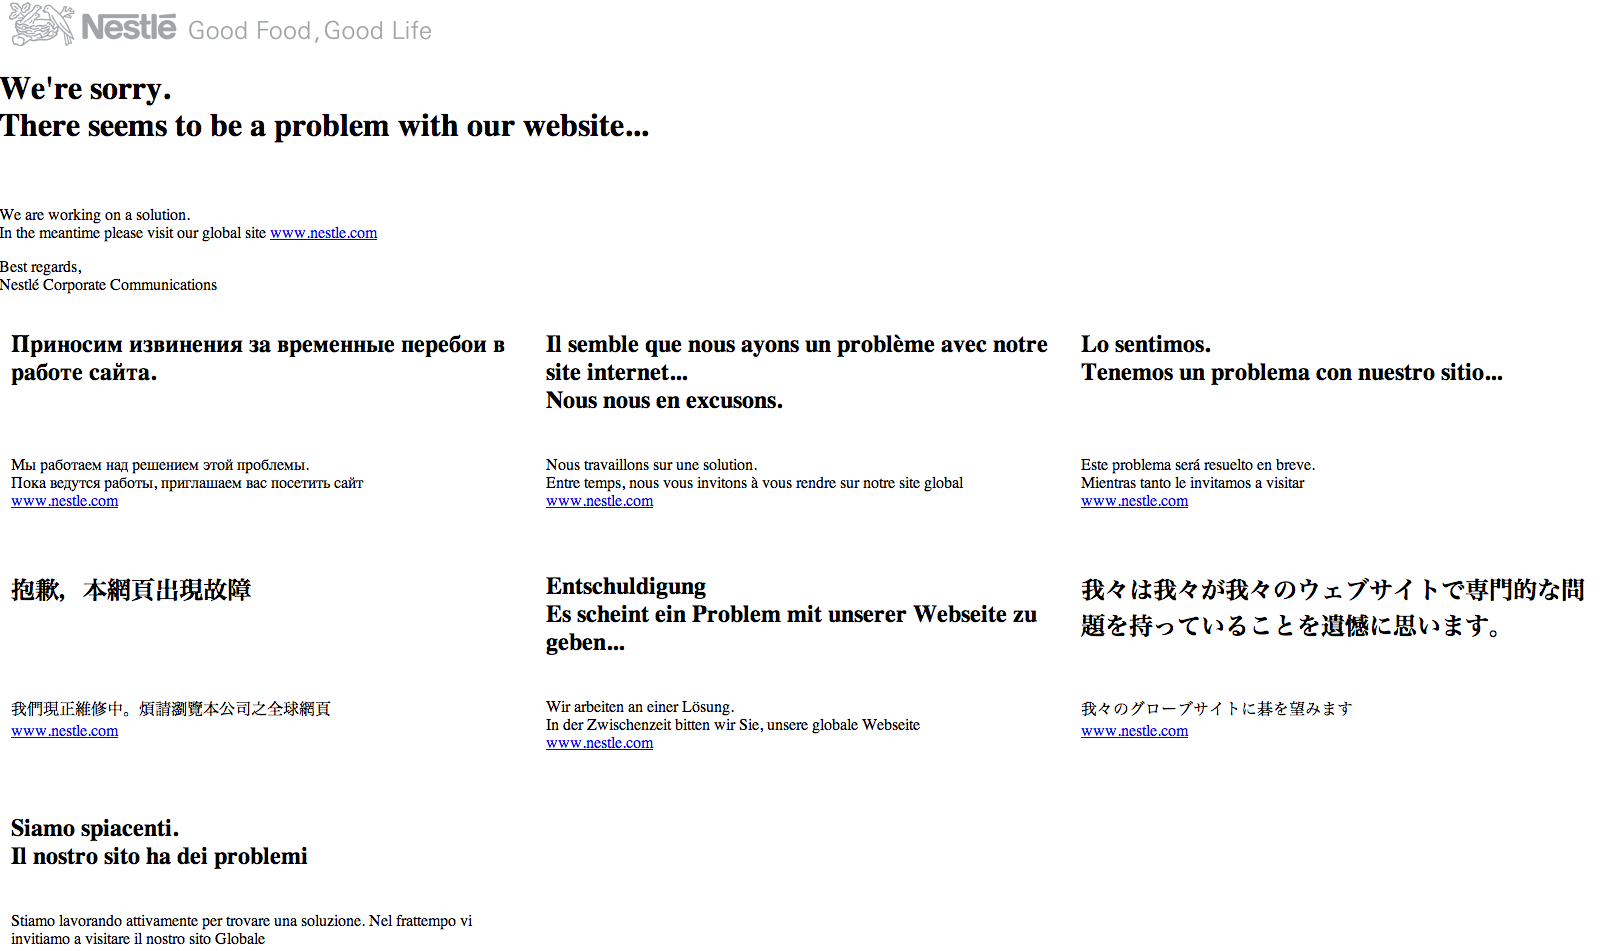 Nestlé Good Food, Good Life
We're sorry.
There seems to be a problem with our website...
We are working on a solution.
In the meantime please visit our global site www.nestle.com
Best regards,
Nestlé Corporate Communications
Приносим извинения за временные перебои в
работе сайта.
Мы работаем над решением этой проблемы.
Пока ведутся работы, приглашаем вас посетить сайт
www.nestle.com
Il semble que nous ayons un problème avec notre
site internet...
Nous nous en excusons.
Nous travaillons sur une solution.
Entre temps, nous vous invitons à vous rendre sur notre site global
www.nestle.com
Lo sentimos.
Tenemos un problema con nuestro sitio...
Este problema será resuelto en breve.
Mientras tanto le invitamos a visitar
www.nestle.com
抱歉，本網頁出現故障
我們現正維修中。煩請瀏覽本公司之全球網頁
www.nestle.com
Entschuldigung
Es scheint ein Problem mit unserer Webseite zu
geben...
Wir arbeiten an einer Lösung.
In der Zwischenzeit bitten wir Sie, unsere globale Webseite
www.nestle.com
我々は我々が我々のウェブサイトで専門的な問
題を持っていることを遺憾に思います。
我々のグローブサイトに碁を望みます
www.nestle.com
Siamo spiacenti.
Il nostro sito ha dei problemi
Stiamo lavorando attivamente per trovare una soluzione. Nel frattempo vi
invitiamo a visitare il nostro sito Globale